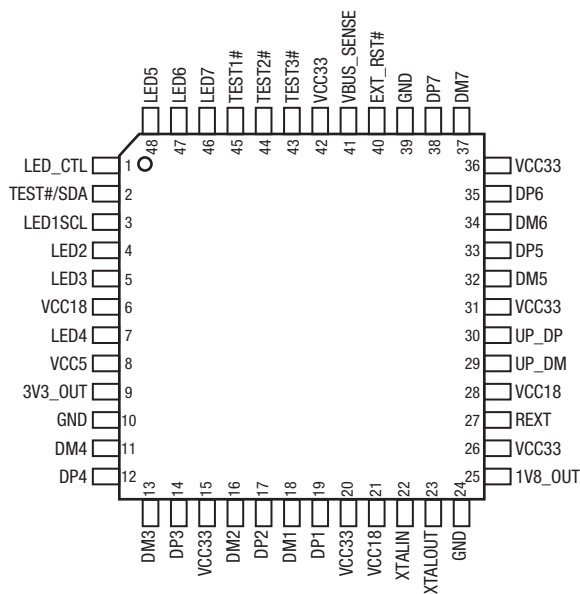 LED5
LED6
LED7
TEST1#
TEST2#
TEST3#
VCC33
VBUS_SENSE
EXT_RST#
GND
DP7
DM7
48
47
46
45
44
43
42
41
40
39
38
37
LED_CTL 1
TEST#/SDA 2
LED1SCL 3
LED2 4
LED3 5
VCC18 6
LED4 7
VCC5 8
3V3_OUT 9
GND 10
DM4 11
DP4 12
36 VCC33
35 DP6
34 DM6
33 DP5
32 DM5
31 VCC33
30 UP_DP
29 UP_DM
28 VCC18
27 REXT
26 VCC33
25 1V8_OUT
13
14
15
16
17
18
19
20
21
22
23
24
DM3
DP3
VCC33
DM2
DP2
DM1
DP1
VCC33
VCC18
XTALIN
XTALOUT
GND